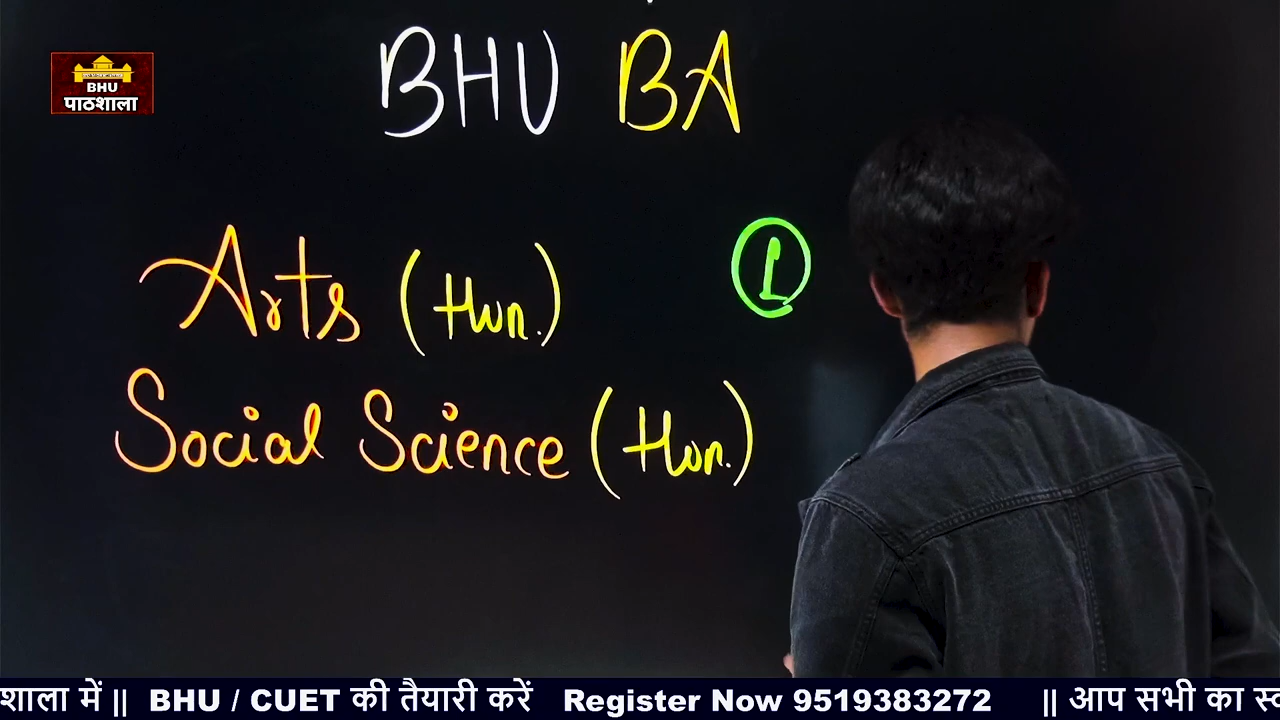 BHU BA
BHU
पाठशाला
Arts (Hon.)
1
Social Science (Hon.)
शाला में || BHU / CUET की तैयारी करें Register Now 9519383272 || आप सभी का स्